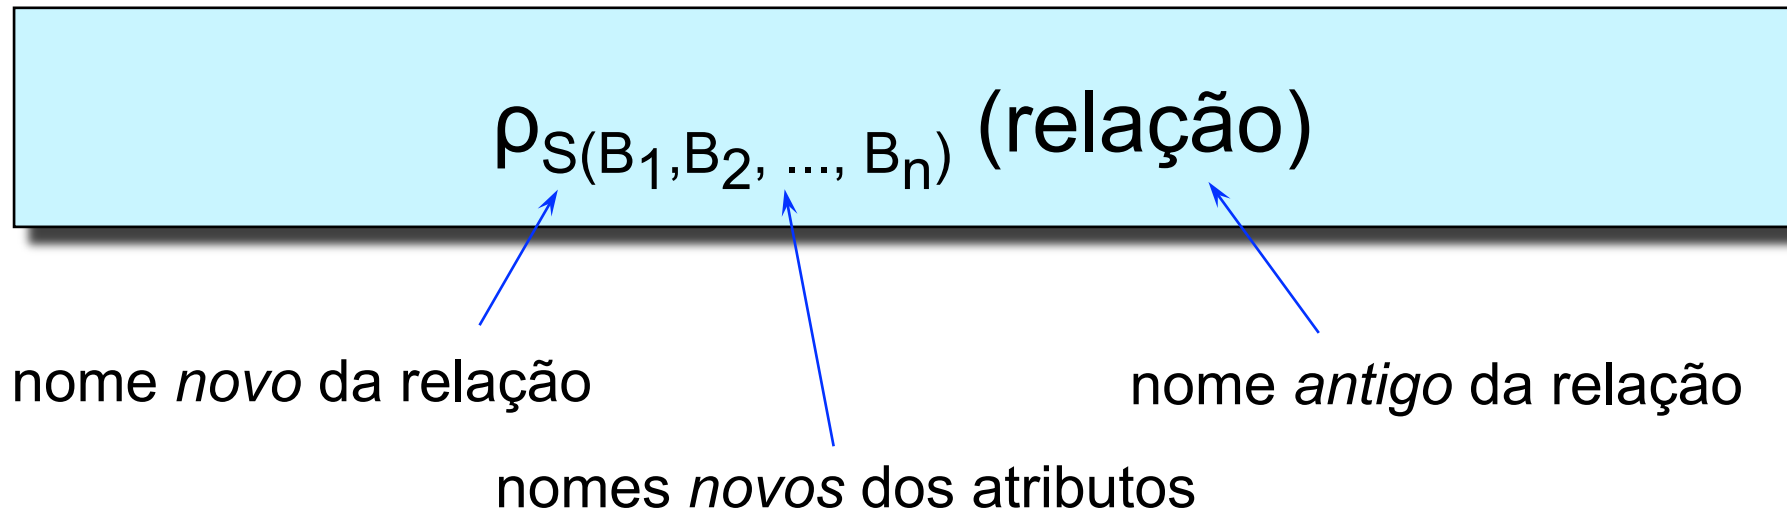 ρS(B1,B2, ..., Bn) (relação)
nome novo da relação
nome antigo da relação
nomes novos dos atributos